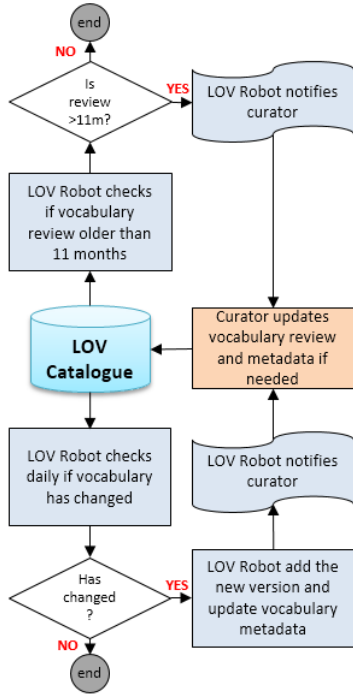 end
NO
Is
review
>11m?
YES
LOV Robot notifies
curator
LOV Robot checks
if vocabulary
review older than
11 months
LOV
Catalogue
Curator updates
vocabulary review
and metadata if
needed
LOV Robot checks
daily if vocabulary
has changed
LOV Robot notifies
curator
Has
changed
?
YES
LOV Robot add the
new version and
update vocabulary
metadata
NO
end